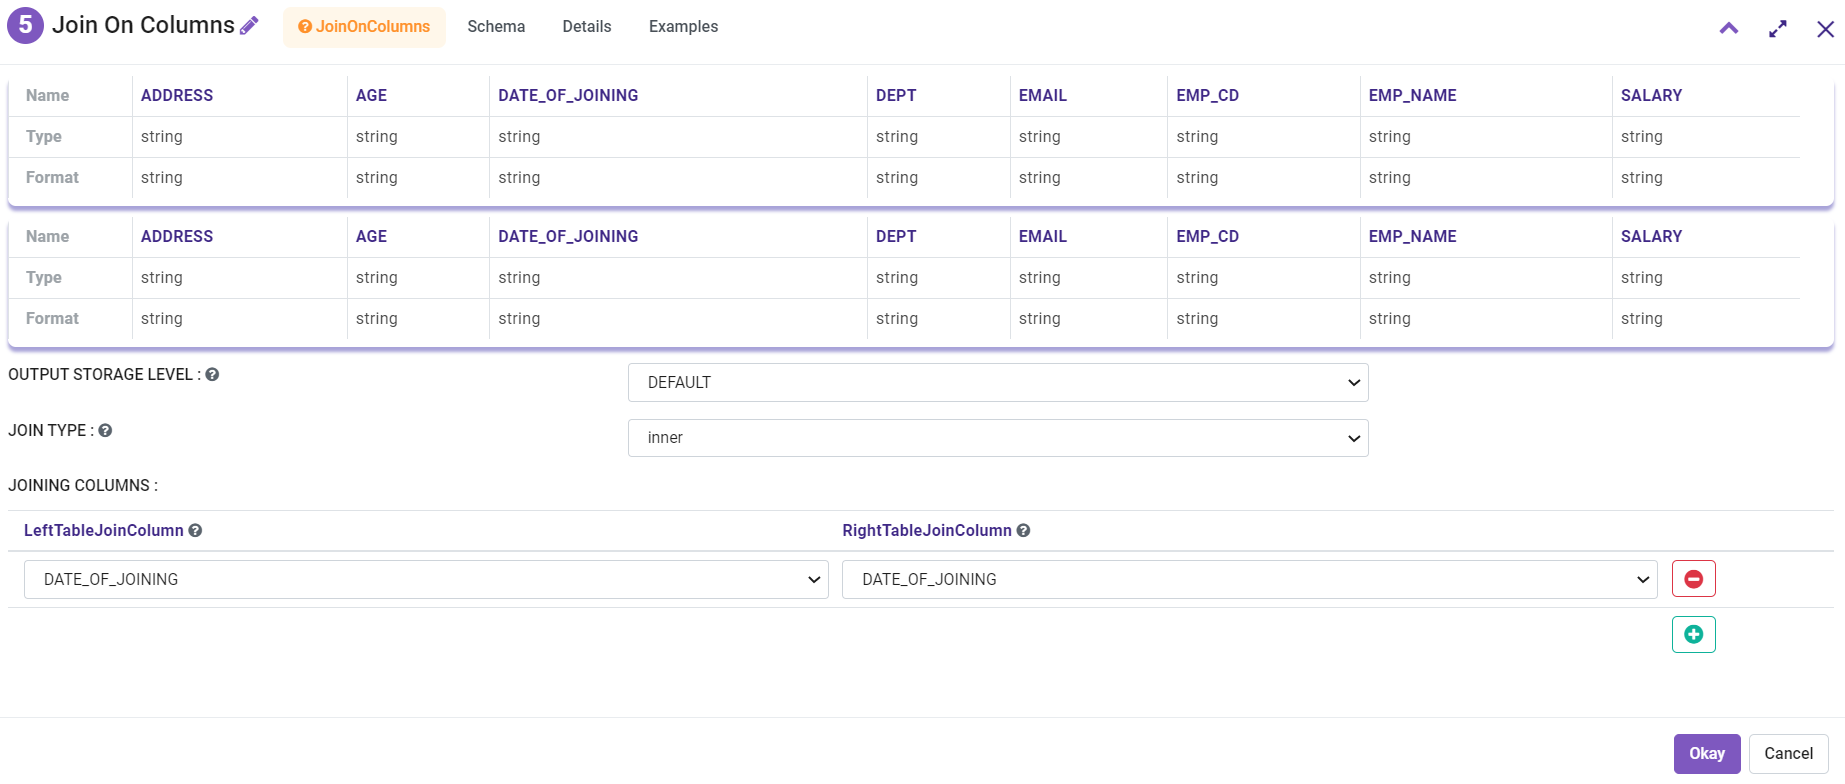 5 Join On Columns JoinOnColumns Schema Details Examples
Name ADDRESS AGE DATE_OF_JOINING DEPT EMAIL EMP_CD EMP_NAME SALARY
Type string string string string string string string string
Format string string string string string string string string
Name ADDRESS AGE DATE_OF_JOINING DEPT EMAIL EMP_CD EMP_NAME SALARY
Type string string string string string string string string
Format string string string string string string string string
OUTPUT STORAGE LEVEL : DEFAULT
JOIN TYPE : inner
JOINING COLUMNS :
LeftTableJoinColumn RightTableJoinColumn
DATE_OF_JOINING DATE_OF_JOINING
Okay Cancel